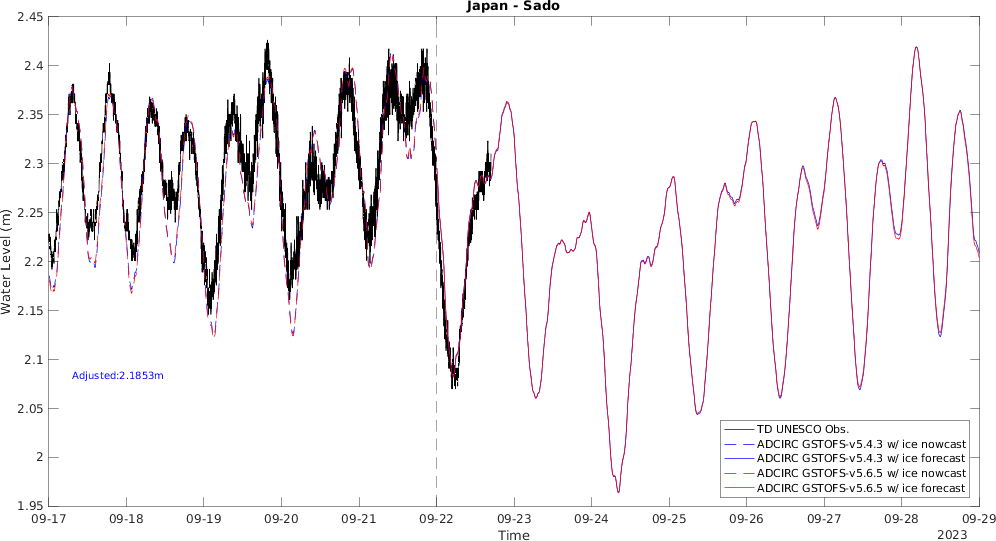 Japan - Sado
2.45
2.4
2.35
2.3
2.25
2.2
2.15
2.1
2.05
2
1.95
Water Level (m)
Adjusted:2.1853m
TD UNESCO Obs.
ADCIRC GSTOFS-v5.4.3 w/ ice nowcast
ADCIRC GSTOFS-v5.4.3 w/ ice forecast
ADCIRC GSTOFS-v5.6.5 w/ ice nowcast
ADCIRC GSTOFS-v5.6.5 w/ ice forecast
09-17 09-18 09-19 09-20 09-21 09-22 09-23 09-24 09-25 09-26 09-27 09-28 09-29
Time
2023